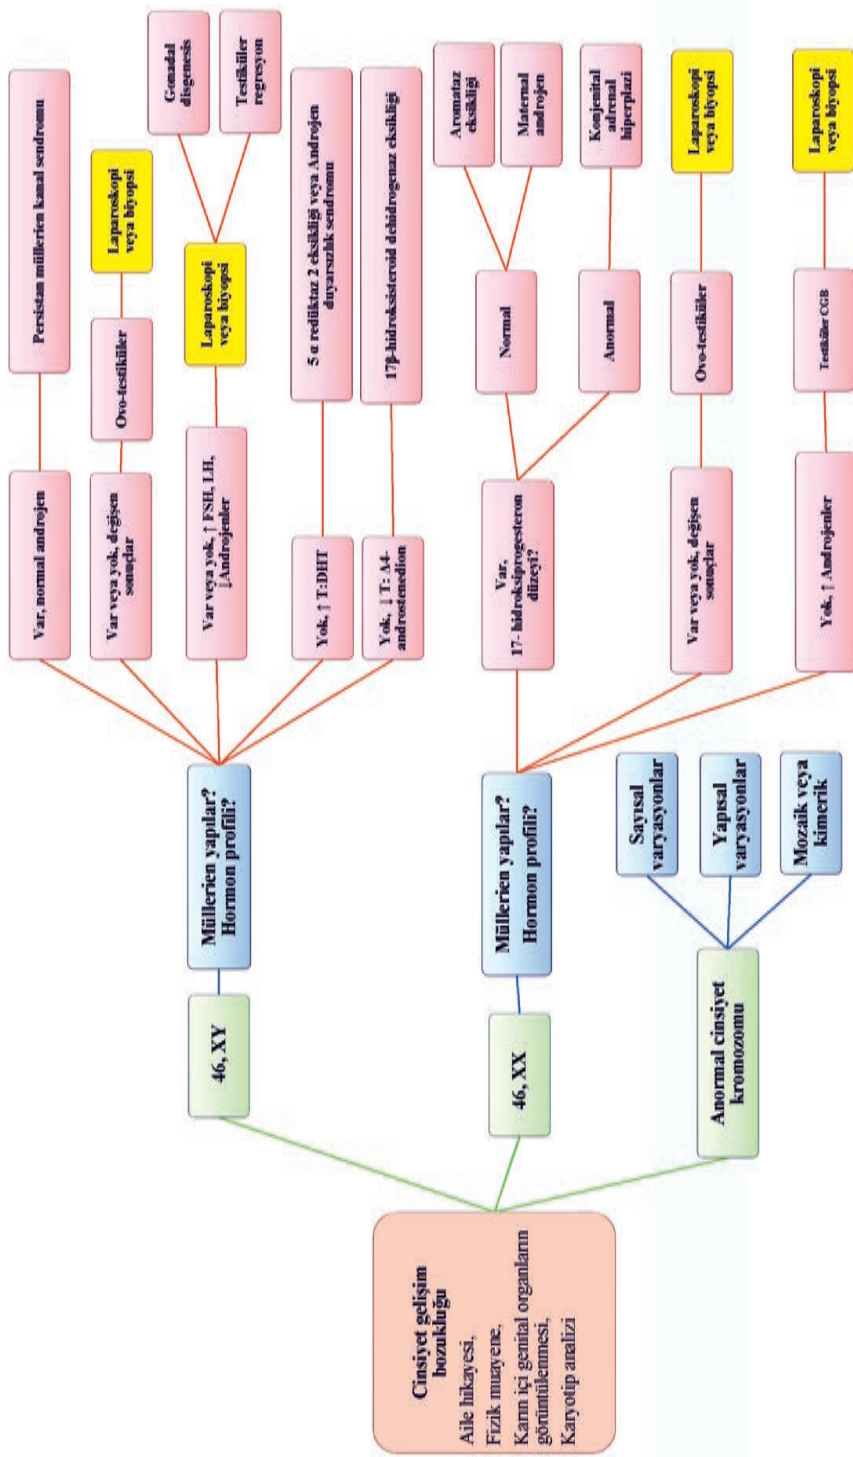 Cinsiyet gelişim
bozukluğu
Aile hikayesi,
Fizik muayene,
Karın içi genital organların
görüntülenmesi,
Karyotip analizi
46, XY
Müllerien yapılar?
Hormon profili?
Var, normal androjen
Persistan müllerien kanal sendromu
Var veya yok, değişen
sonuçlar
Ovo-testiküler
Laparoskopi
veya biyopsi
Var veya yok, ↑ FSH, LH,
↓Androjenler
Laparoskopi
veya biyopsi
Gonadal
disgenesis
Testiküler
regresyon
Yok, ↑ T:DHT
5 α redüktaz 2 eksikliği veya Androjen
duyarsızlık sendromu
Yok, ↓ T: A4-
androstenedion
17β-hidroksisteroid dehidrogenaz eksikliği
46, XX
Müllerien yapılar?
Hormon profili?
Var,
17- hidroksiprogesteron
düzeyi?
Normal
Aromataz
eksikliği
Maternal
androjen
Anormal
Konjenital
adrenal
hiperplazi
Var veya yok, değişen
sonuçlar
Ovo-testiküler
Laparoskopi
veya biyopsi
Yok, ↑ Androjenler
Testiküler CGB
Laparoskopi
veya biyopsi
Anormal cinsiyet
kromozomu
Sayısal
varyasyonlar
Yapısal
varyasyonlar
Mozaik veya
kimerik